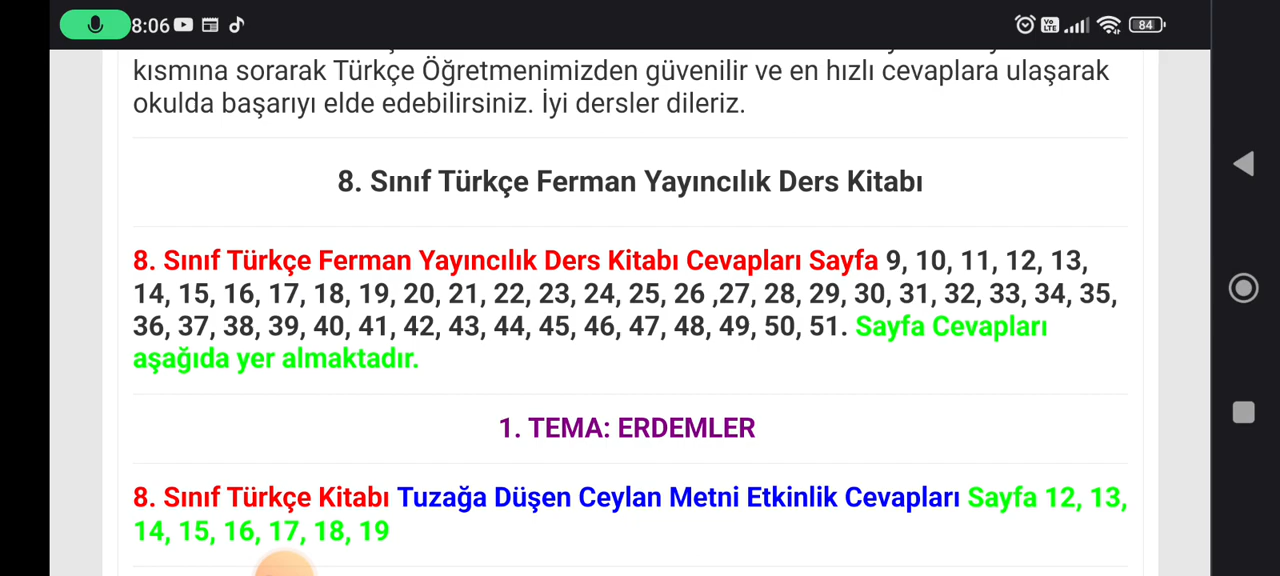 8:06
Vo LTE
84
kısmına sorarak Türkçe Öğretmenimizden güvenilir ve en hızlı cevaplara ulaşarak
okulda başarıyı elde edebilirsiniz. İyi dersler dileriz.
8. Sınıf Türkçe Ferman Yayıncılık Ders Kitabı
8. Sınıf Türkçe Ferman Yayıncılık Ders Kitabı Cevapları Sayfa 9, 10, 11, 12, 13,
14, 15, 16, 17, 18, 19, 20, 21, 22, 23, 24, 25, 26 ,27, 28, 29, 30, 31, 32, 33, 34, 35,
36, 37, 38, 39, 40, 41, 42, 43, 44, 45, 46, 47, 48, 49, 50, 51. Sayfa Cevapları
aşağıda yer almaktadır.
1. TEMA: ERDEMLER
8. Sınıf Türkçe Kitabı Tuzağa Düşen Ceylan Metni Etkinlik Cevapları Sayfa 12, 13,
14, 15, 16, 17, 18, 19